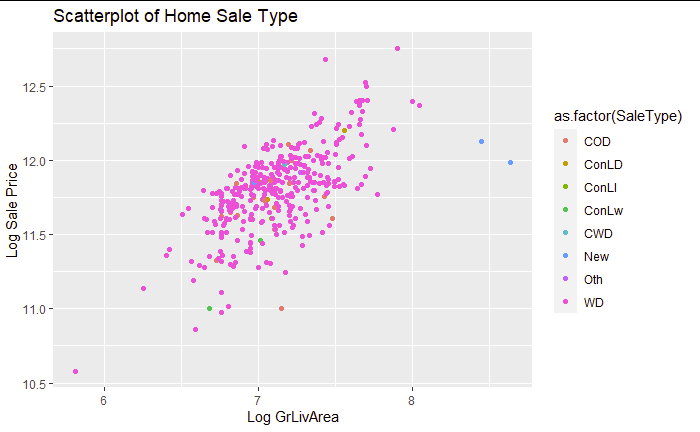 Scatterplot of Home Sale Type
Log Sale Price
12.5
12.0
11.5
11.0
10.5
6
7
8
Log GrLivArea
as.factor(SaleType)
COD
ConLD
ConLI
ConLw
CWD
New
Oth
WD